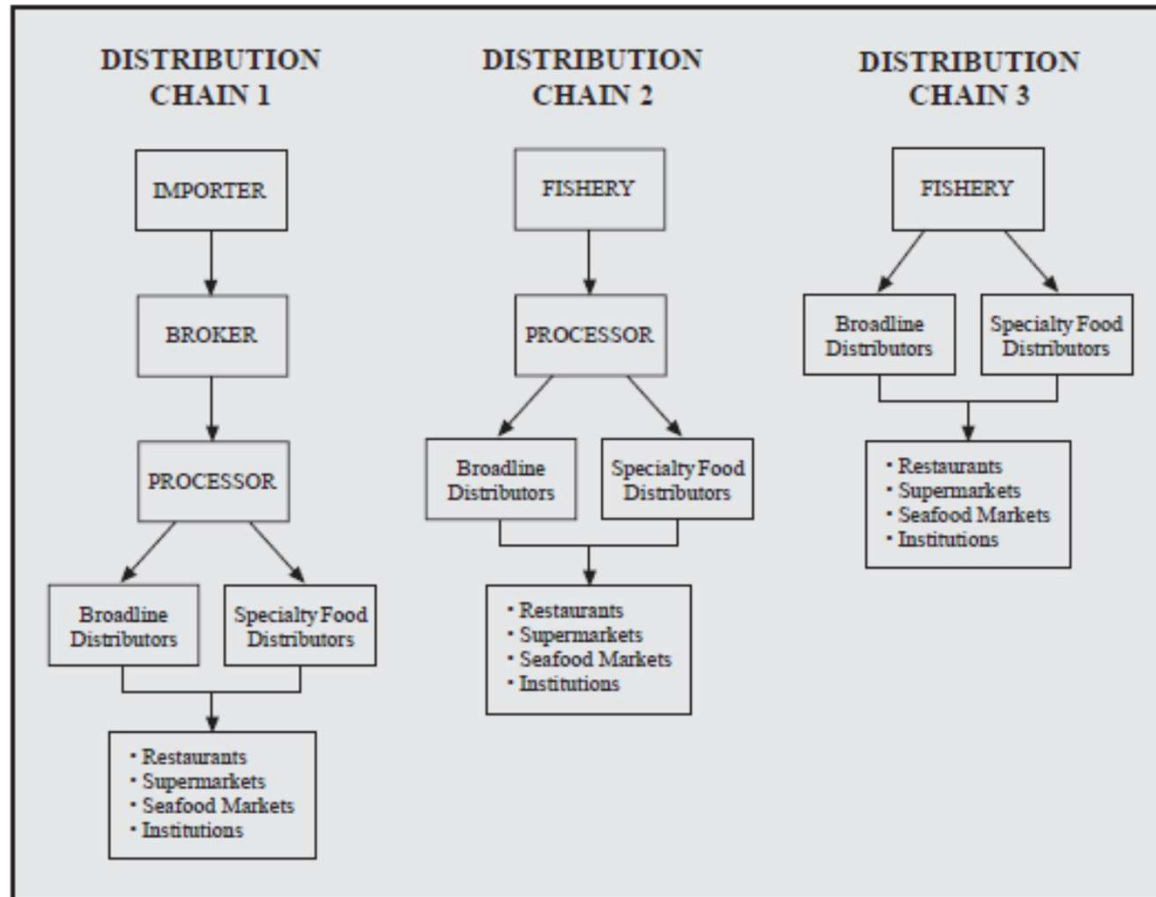 DISTRIBUTION
CHAIN 1
IMPORTER
BROKER
PROCESSOR
Broadline
Distributors
Specialty Food
Distributors
• Restaurants
• Supermarkets
• Seafood Markets
• Institutions
DISTRIBUTION
CHAIN 2
FISHERY
PROCESSOR
Broadline
Distributors
Specialty Food
Distributors
• Restaurants
• Supermarkets
• Seafood Markets
• Institutions
DISTRIBUTION
CHAIN 3
FISHERY
Broadline
Distributors
Specialty Food
Distributors
• Restaurants
• Supermarkets
• Seafood Markets
• Institutions